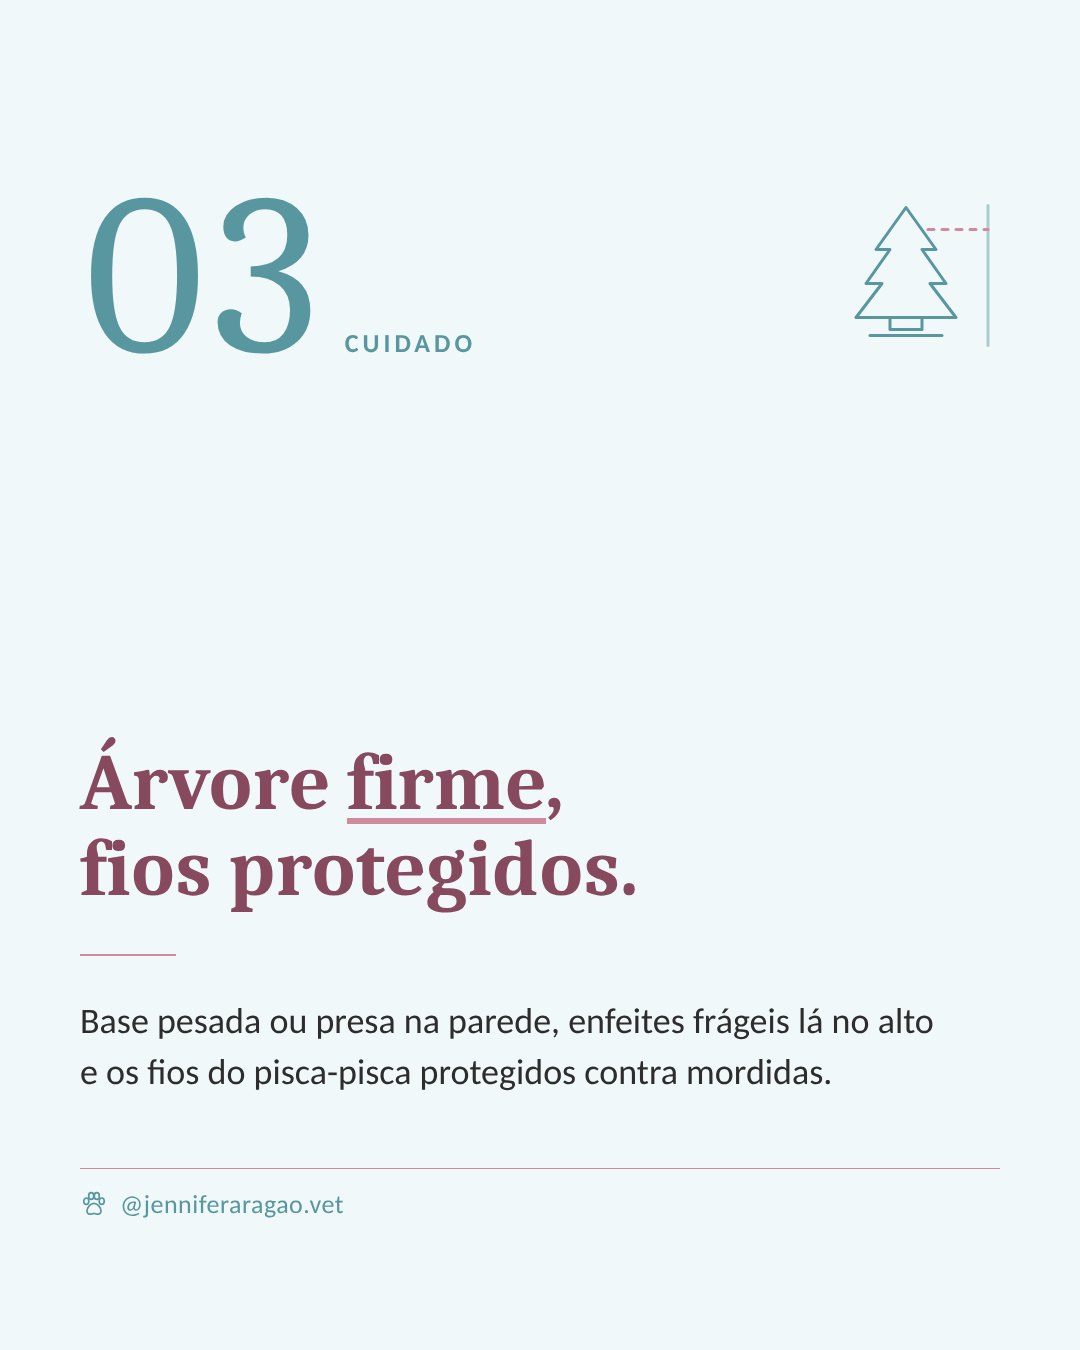 03
CUIDADO
Árvore firme,
fios protegidos.
Base pesada ou presa na parede, enfeites frágeis lá no alto
e os fios do pisca-pisca protegidos contra mordidas.
@jenniferaragao.vet